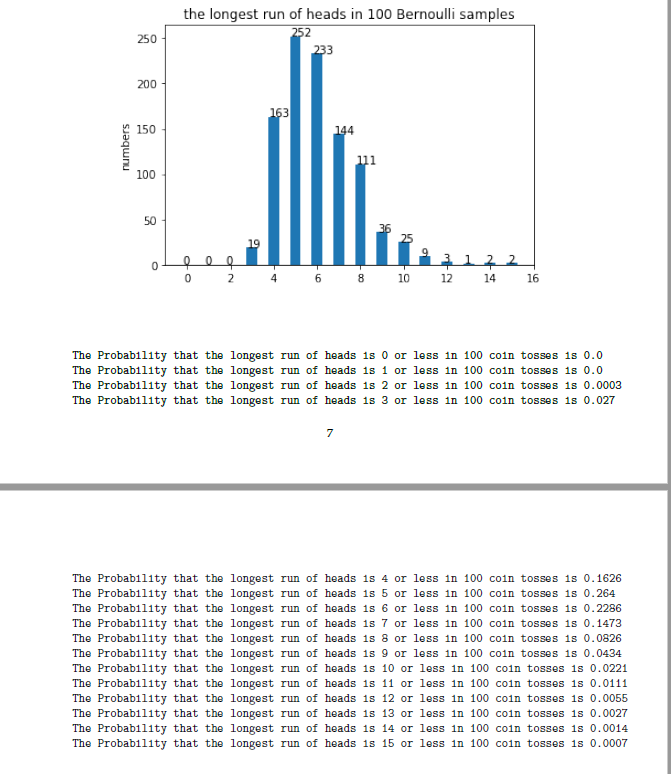 the longest run of heads in 100 Bernoulli samples
numbers
250
200
150
100
50
0
0 0 0 19 163 252 233 144 111 36 25 9 3 1 2 2
0 2 4 6 8 10 12 14 16
The Probability that the longest run of heads is 0 or less in 100 coin tosses is 0.0
The Probability that the longest run of heads is 1 or less in 100 coin tosses is 0.0
The Probability that the longest run of heads is 2 or less in 100 coin tosses is 0.0003
The Probability that the longest run of heads is 3 or less in 100 coin tosses is 0.027
7
The Probability that the longest run of heads is 4 or less in 100 coin tosses is 0.1626
The Probability that the longest run of heads is 5 or less in 100 coin tosses is 0.264
The Probability that the longest run of heads is 6 or less in 100 coin tosses is 0.2286
The Probability that the longest run of heads is 7 or less in 100 coin tosses is 0.1473
The Probability that the longest run of heads is 8 or less in 100 coin tosses is 0.0826
The Probability that the longest run of heads is 9 or less in 100 coin tosses is 0.0434
The Probability that the longest run of heads is 10 or less in 100 coin tosses is 0.0221
The Probability that the longest run of heads is 11 or less in 100 coin tosses is 0.0111
The Probability that the longest run of heads is 12 or less in 100 coin tosses is 0.0055
The Probability that the longest run of heads is 13 or less in 100 coin tosses is 0.0027
The Probability that the longest run of heads is 14 or less in 100 coin tosses is 0.0014
The Probability that the longest run of heads is 15 or less in 100 coin tosses is 0.0007